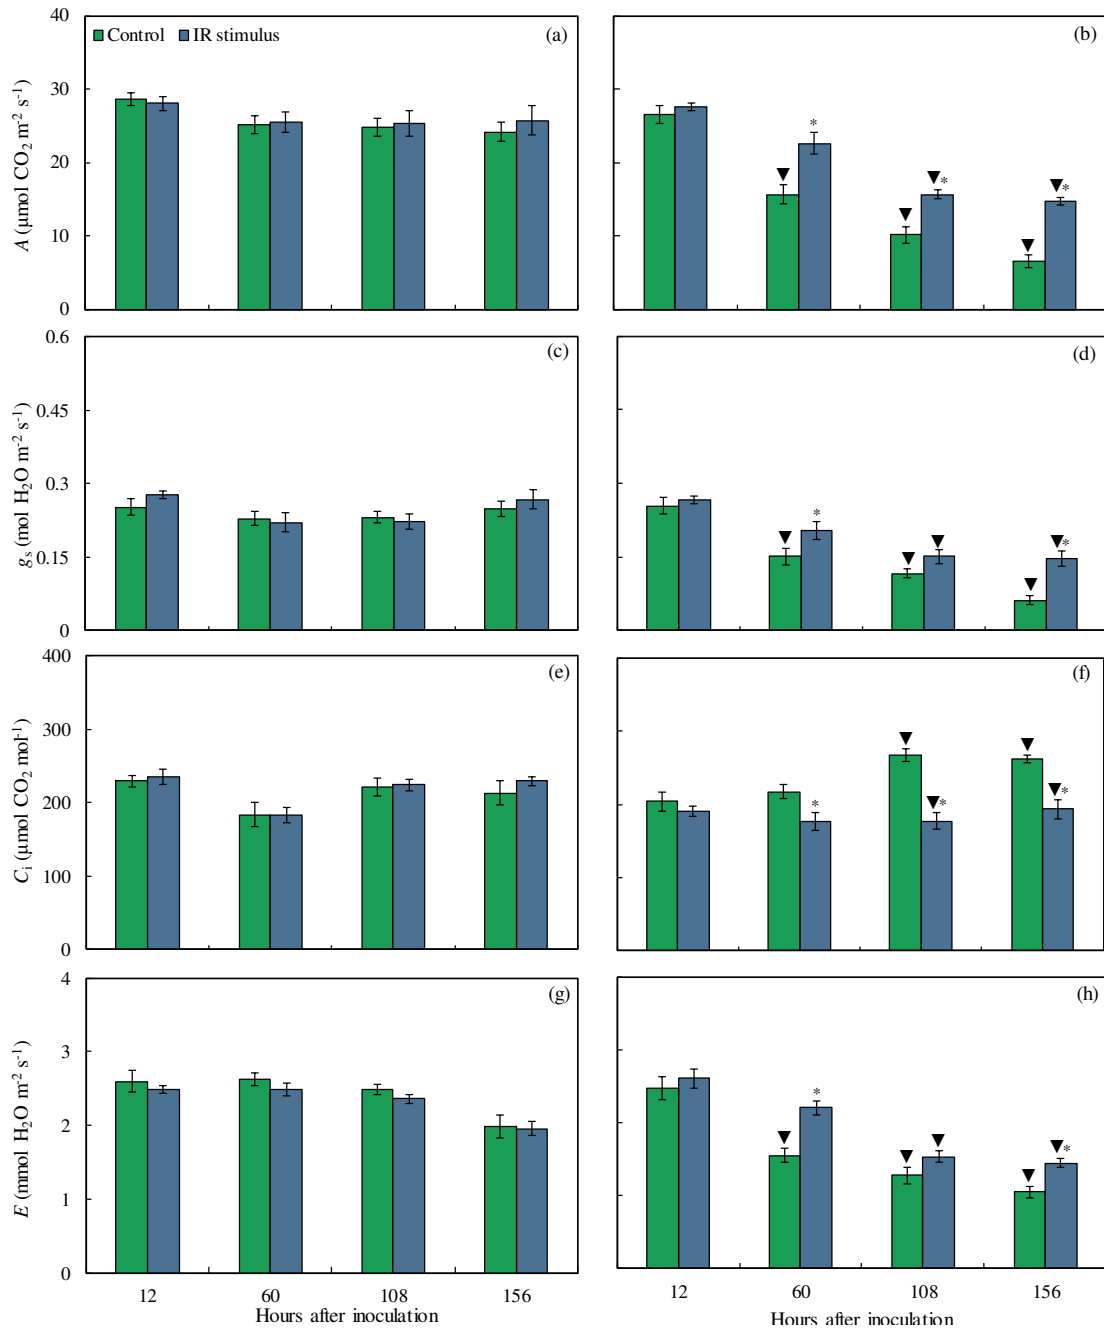 Control IR stimulus (a) (b)
A (µmol CO₂ m⁻² s⁻¹)
40
30
20
10
0
* * *
(c) (d)
gs (mol H₂O m⁻² s⁻¹)
0.6
0.45
0.3
0.15
0
* *
(e) (f)
Ci (µmol CO₂ mol⁻¹)
400
300
200
100
0
* * *
(g) (h)
E (mmol H₂O m⁻² s⁻¹)
4
3
2
1
0
* *
12 60 108 156 12 60 108 156
Hours after inoculation Hours after inoculation